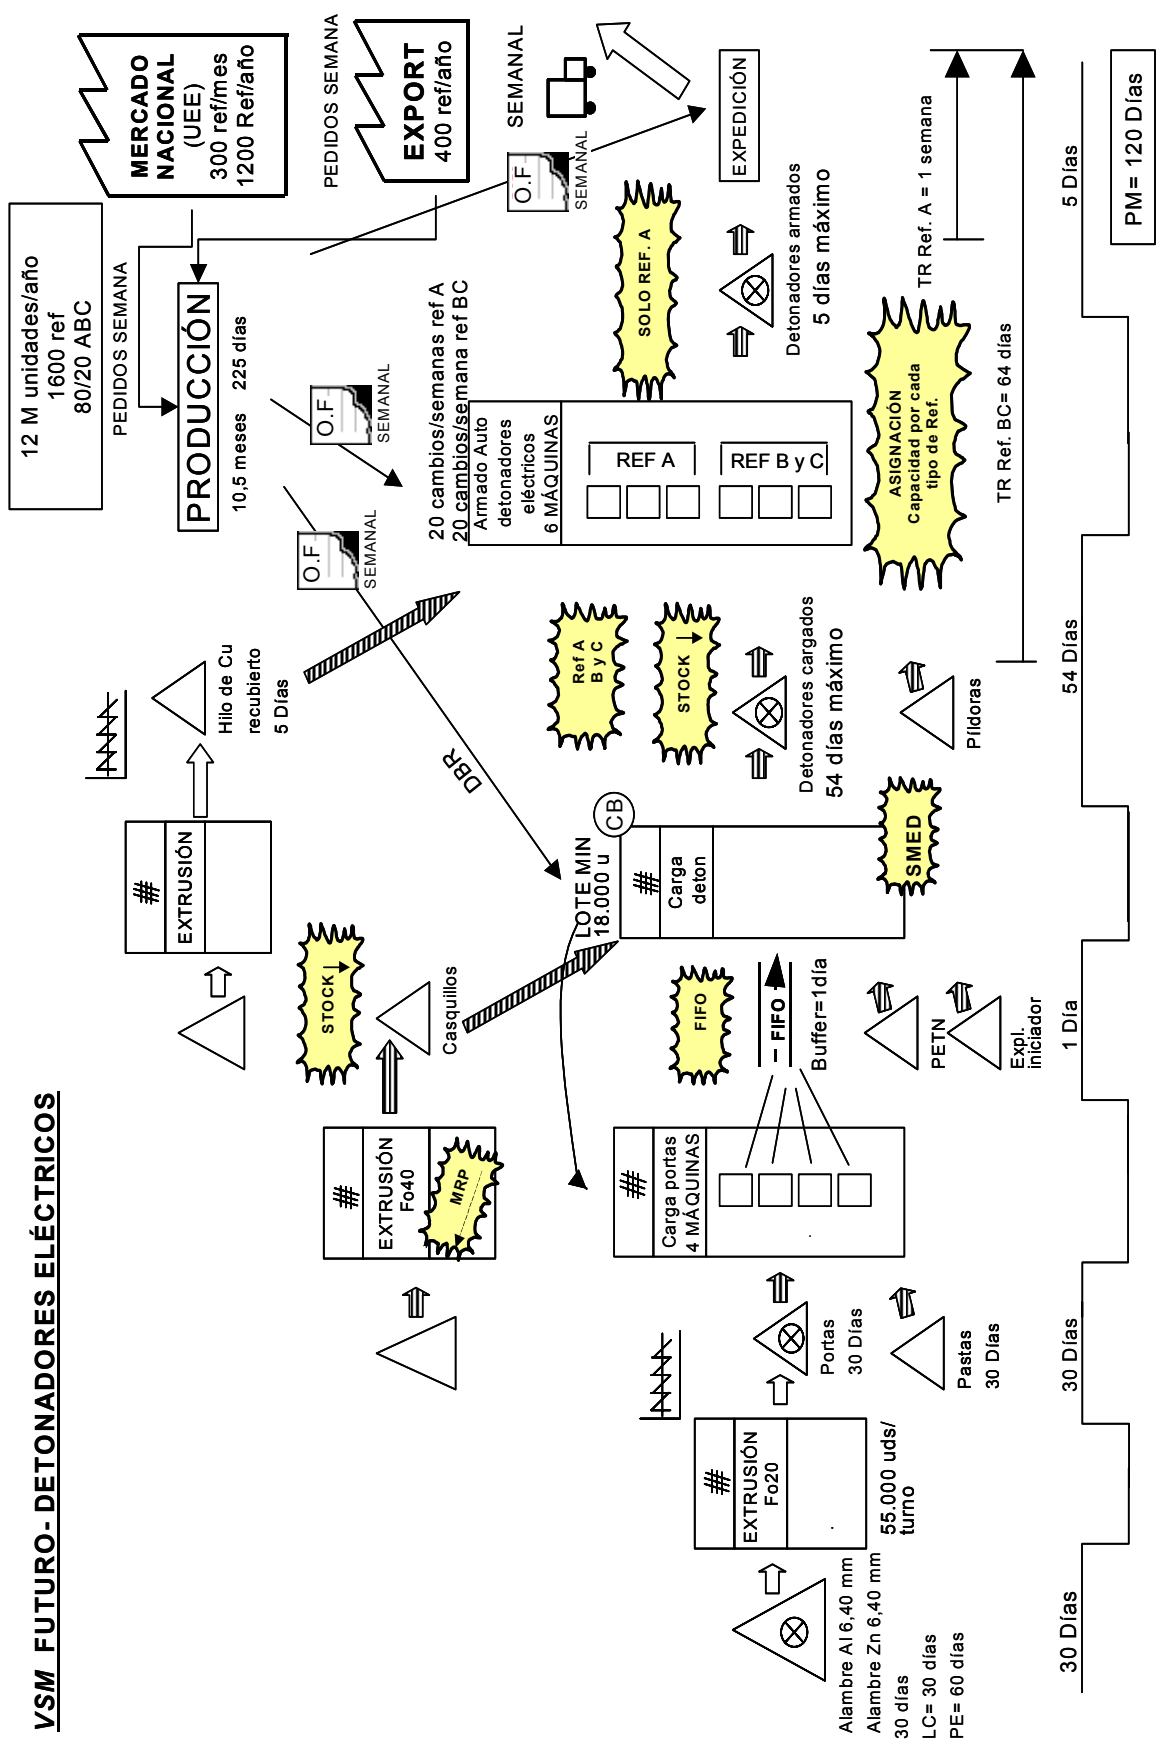 VSM FUTURO- DETONADORES ELÉCTRICOS
12 M unidades/año
1600 ref
80/20 ABC
MERCADO
NACIONAL
(UEE)
300 ref/mes
1200 Ref/año
PEDIDOS SEMANA
PEDIDOS SEMANA
EXPORT
400 ref/año
PRODUCCIÓN
10,5 meses 225 días
SEMANAL
O.F
SEMANAL
O.F
SEMANAL
O.F
SEMANAL
EXPEDICIÓN
#
EXTRUSIÓN
Hilo de Cu
recubierto
5 Días
DBR
#
EXTRUSIÓN
Fo40
MRP
STOCK
Casquillos
LOTE MIN
18.000 u
CB
#
Carga
deton
SMED
20 cambios/semanas ref A
20 cambios/semana ref BC
Armado Auto
detonadores
eléctricos
6 MÁQUINAS
REF A
REF B y C
SOLO REF. A
Detonadores armados
5 días máximo
Ref A
B y C
STOCK
Detonadores cargados
54 días máximo
Píldoras
ASIGNACIÓN
Capacidad por cada
tipo de Ref.
Alambre Al 6,40 mm
Alambre Zn 6,40 mm
30 días
LC= 30 días
PE= 60 días
#
EXTRUSIÓN
Fo20
55.000 uds/
turno
Portas
30 Días
Pastas
30 Días
#
Carga portas
4 MÁQUINAS
FIFO
FIFO
Buffer=1día
PETN
Expl.
iniciador
TR Ref. A = 1 semana
TR Ref. BC= 64 días
30 Días
30 Días
1 Día
54 Días
5 Días
PM= 120 Días